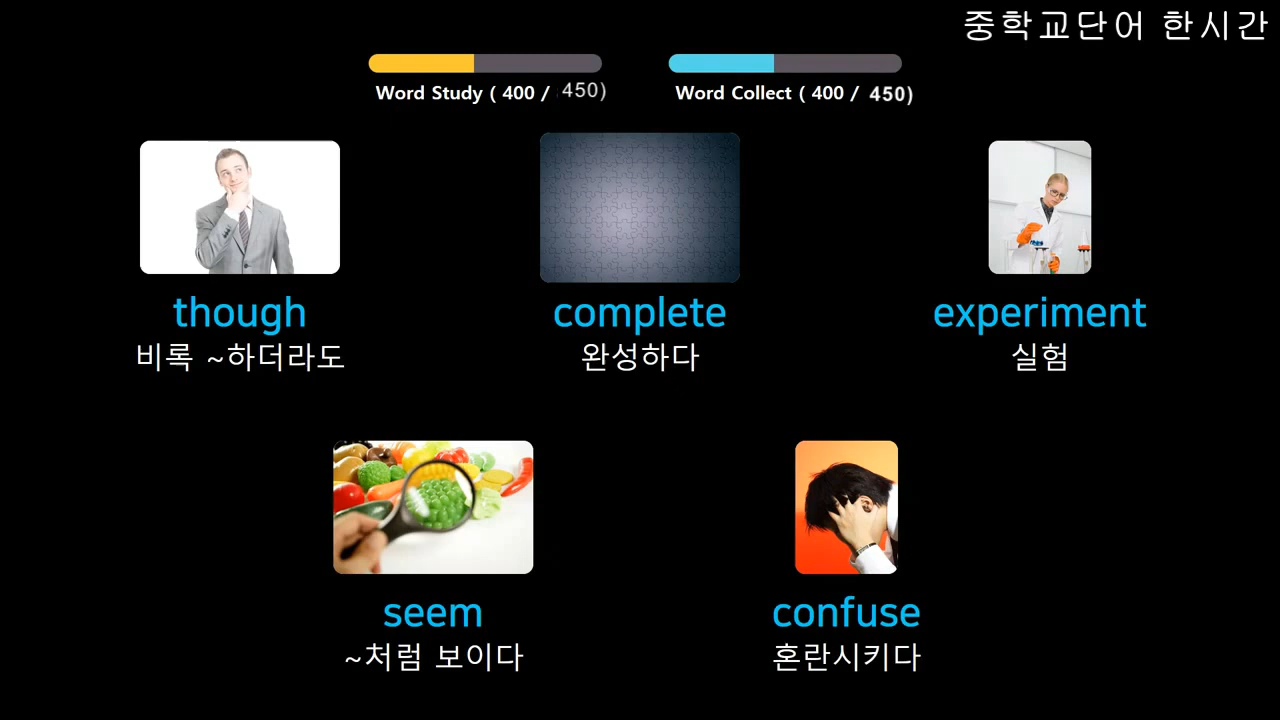 중학교단어 한시간
Word Study ( 400 / 450)
Word Collect ( 400 / 450)
though
비록 ~하더라도
complete
완성하다
experiment
실험
seem
~처럼 보이다
confuse
혼란시키다